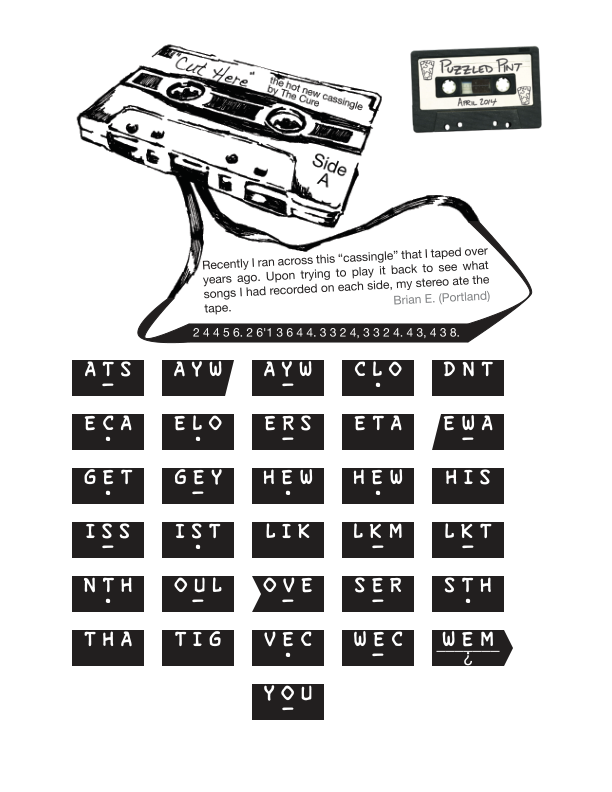 "Cut Here"
the hot new cassingle
by The Cure
PUZZLED PINT
APRIL 2014
Side
A
Recently I ran across this “cassingle” that I taped over
years ago. Upon trying to play it back to see what
songs I had recorded on each side, my stereo ate the
tape.
Brian E. (Portland)
2 4 4 5 6. 2 6'1 3 6 4 4. 3 3 2 4, 3 3 2 4. 4 3, 4 3 8.
ATS AYW AYW CLO DNT
ECA ELO ERS ETA EWA
GET GEY HEW HEW HIS
ISS IST LIK LKM LKT
NTH OUL OVE SER STH
THA TIG VEC WEC WEM
¿
YOU